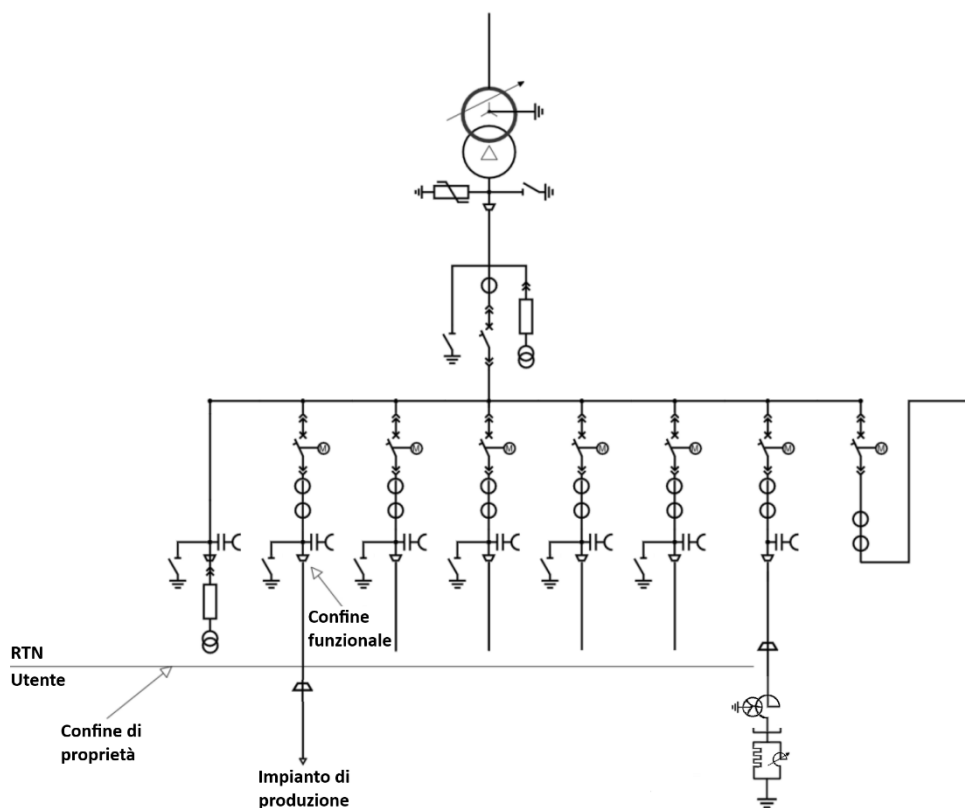 M
M
M
M
M
M
M
Confine
funzionale
RTN
Utente
Confine di
proprietà
Impianto di
produzione